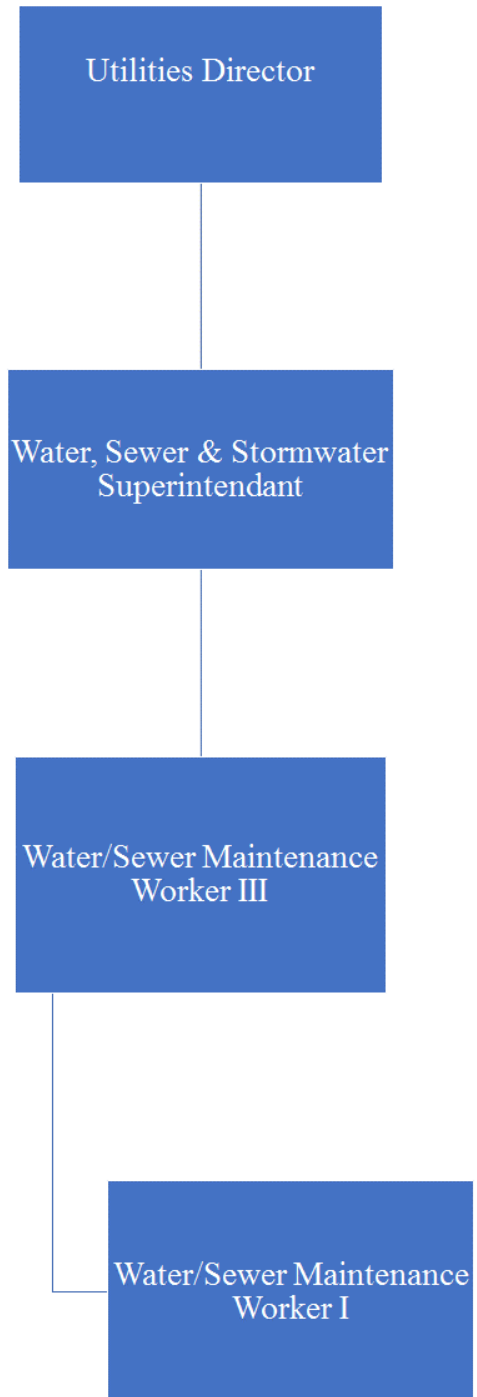 Utilities Director
Water, Sewer & Stormwater
Superintendant
Water/Sewer Maintenance
Worker III
Water/Sewer Maintenance
Worker I